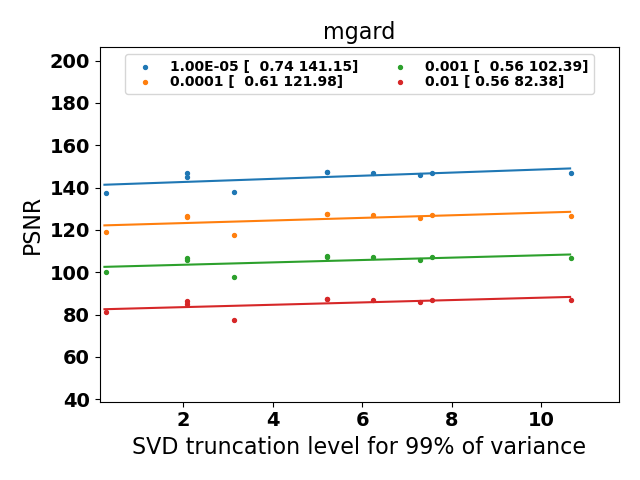 mgard
200
180
160
140
120
100
80
60
40
PSNR
1.00E-05 [  0.74 141.15]
0.0001 [  0.61 121.98]
0.001 [  0.56 102.39]
0.01 [ 0.56 82.38]
2 4 6 8 10
SVD truncation level for 99% of variance